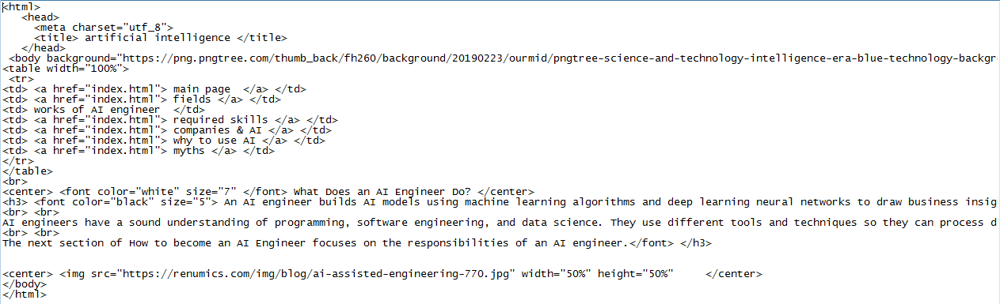 <html>
<head>
<meta charset="utf_8">
<title> artificial intelligence </title>
</head>
<body background="https://png.pngtree.com/thumb_back/fh260/background/20190223/ourmid/pngtree-science-and-technology-intelligence-era-blue-technology-backgr
<table width="100%">
<tr>
<td> <a href="index.html"> main page  </a> </td>
<td> <a href="index.html"> fields </a> </td>
<td> works of AI engineer  </td>
<td> <a href="index.html"> required skills </a> </td>
<td> <a href="index.html"> companies & AI </a> </td>
<td> <a href="index.html"> why to use AI </a> </td>
<td> <a href="index.html"> myths </a> </td>
</tr>
</table>
<br>
<center> <font color="white" size="7" </font> What Does an AI Engineer Do? </center>
<h3> <font color="black" size="5"> An AI engineer builds AI models using machine learning algorithms and deep learning neural networks to draw business insig
<br> <br>
AI engineers have a sound understanding of programming, software engineering, and data science. They use different tools and techniques so they can process d
<br> <br>
The next section of How to become an AI Engineer focuses on the responsibilities of an AI engineer.</font> </h3>
<center> <img src="https://renumics.com/img/blog/ai-assisted-engineering-770.jpg" width="50%" height="50%"     </center>
</body>
</html>